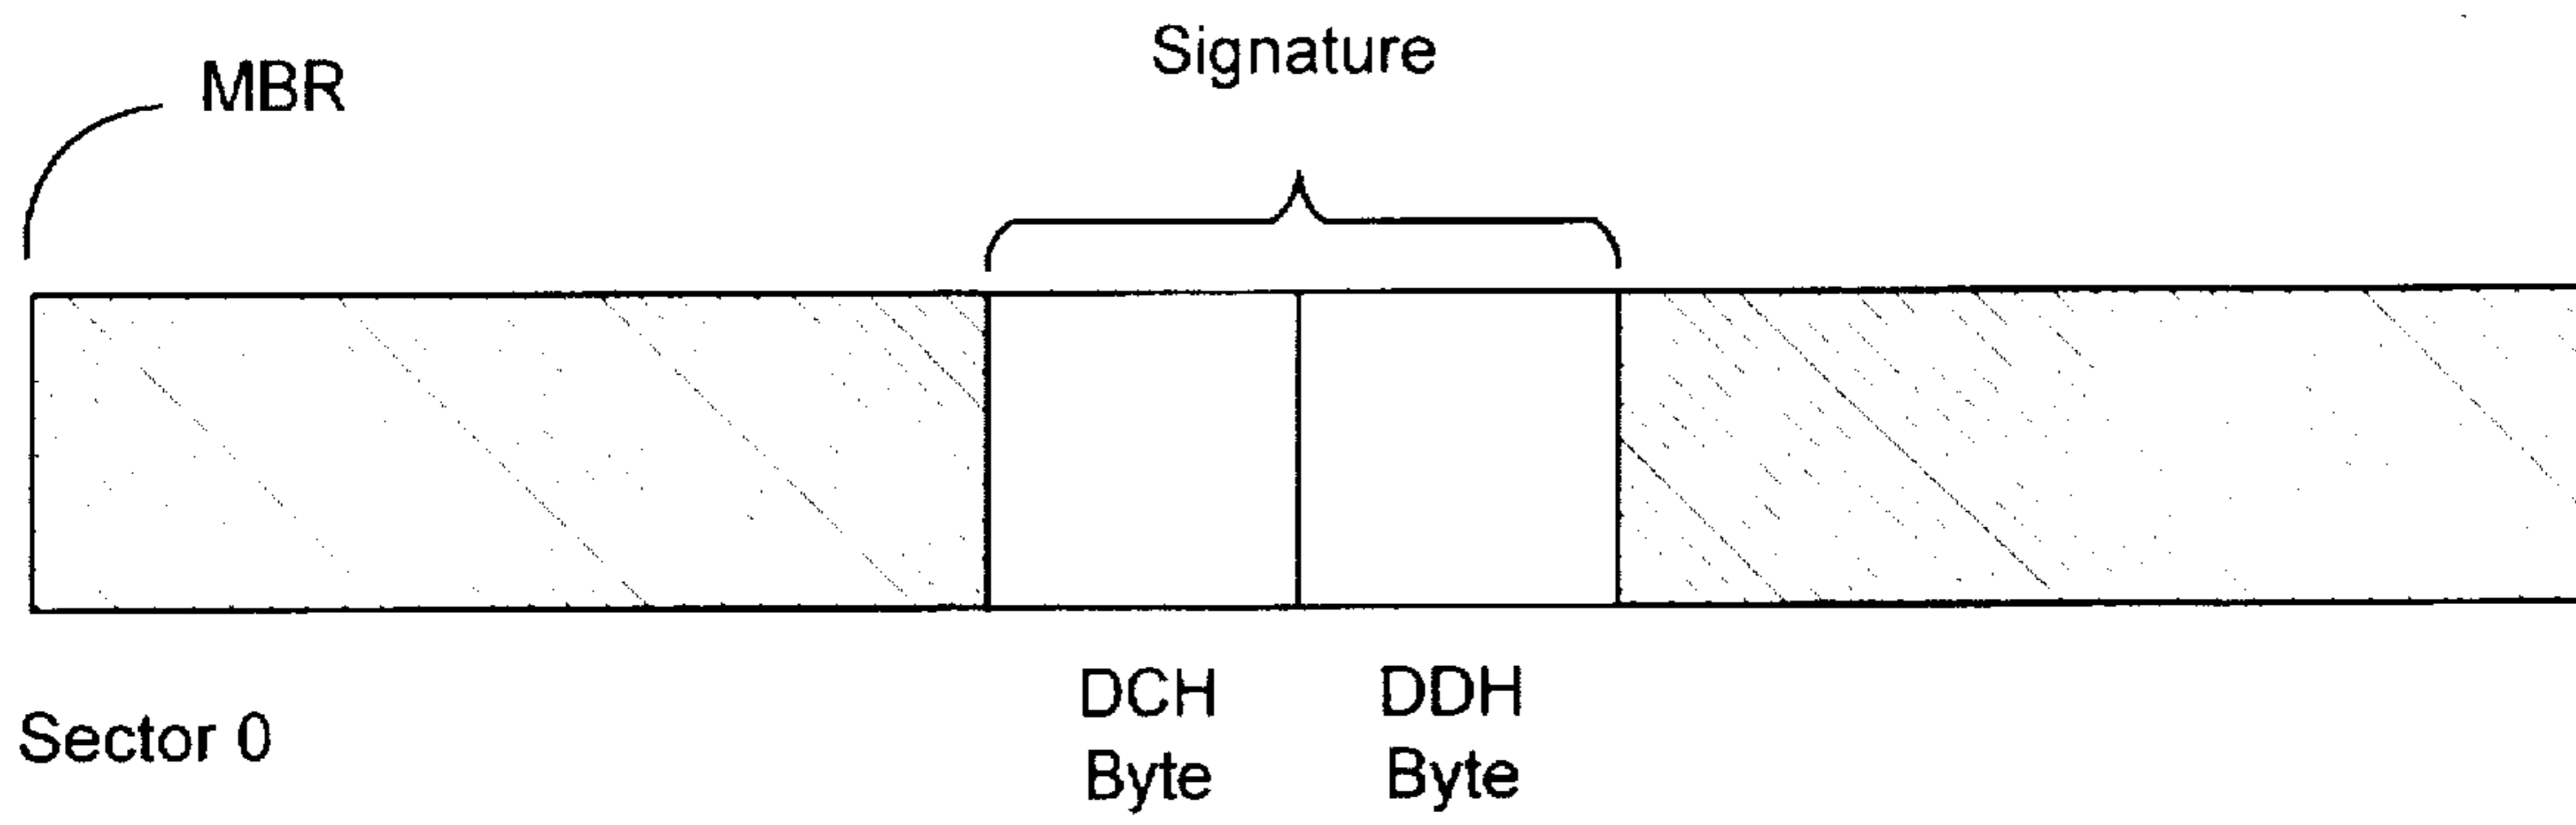 Signature
MBR
DCH
Byte
DDH
Byte
Sector 0